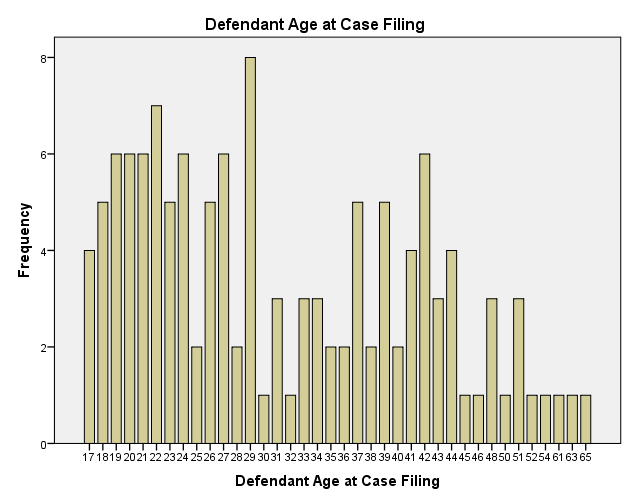 Defendant Age at Case Filing
8
6
4
2
0
Frequency
17 18 19 20 21 22 23 24 25 26 27 28 29 30 31 32 33 34 35 36 37 38 39 40 41 42 43 44 45 46 48 50 51 52 54 61 63 65
Defendant Age at Case Filing